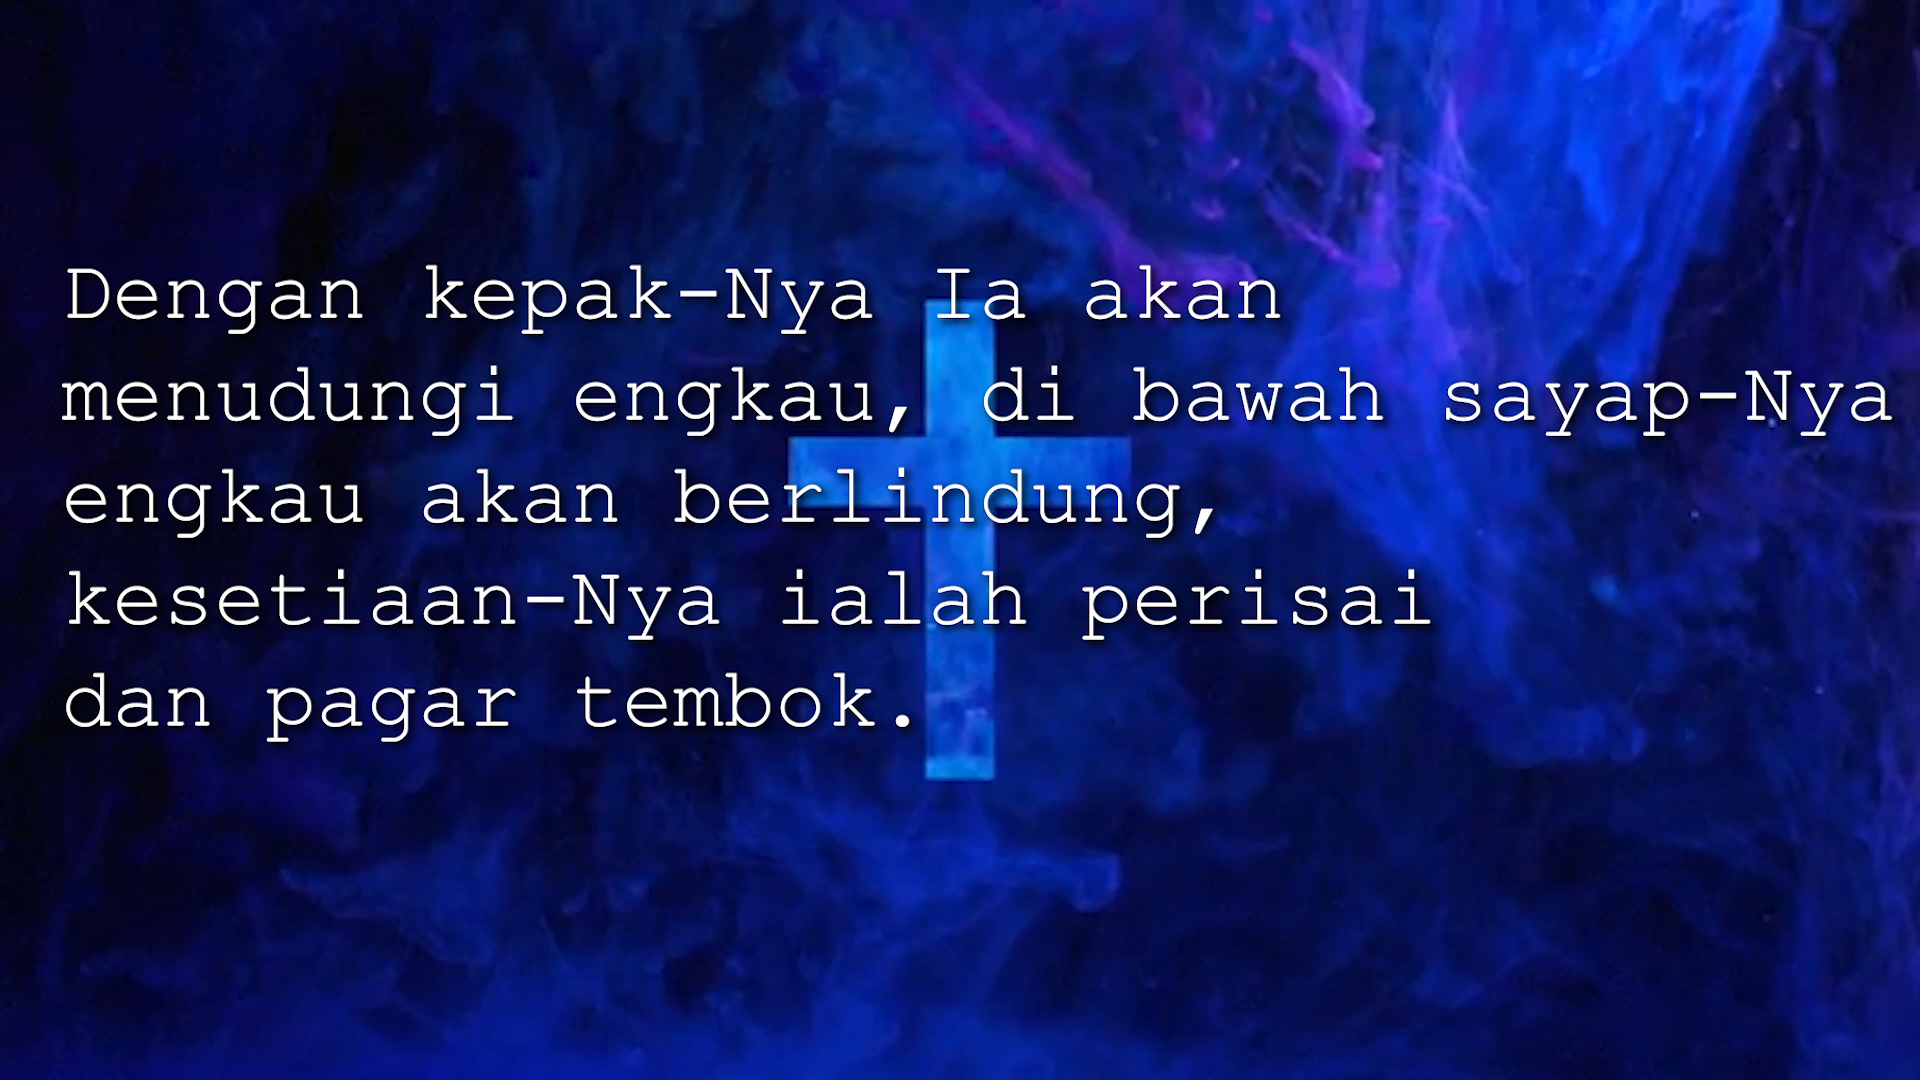 Dengan kepak-Nya Ia akan
menudungi engkau, di bawah sayap-Nya
engkau akan berlindung,
kesetiaan-Nya ialah perisai
dan pagar tembok.